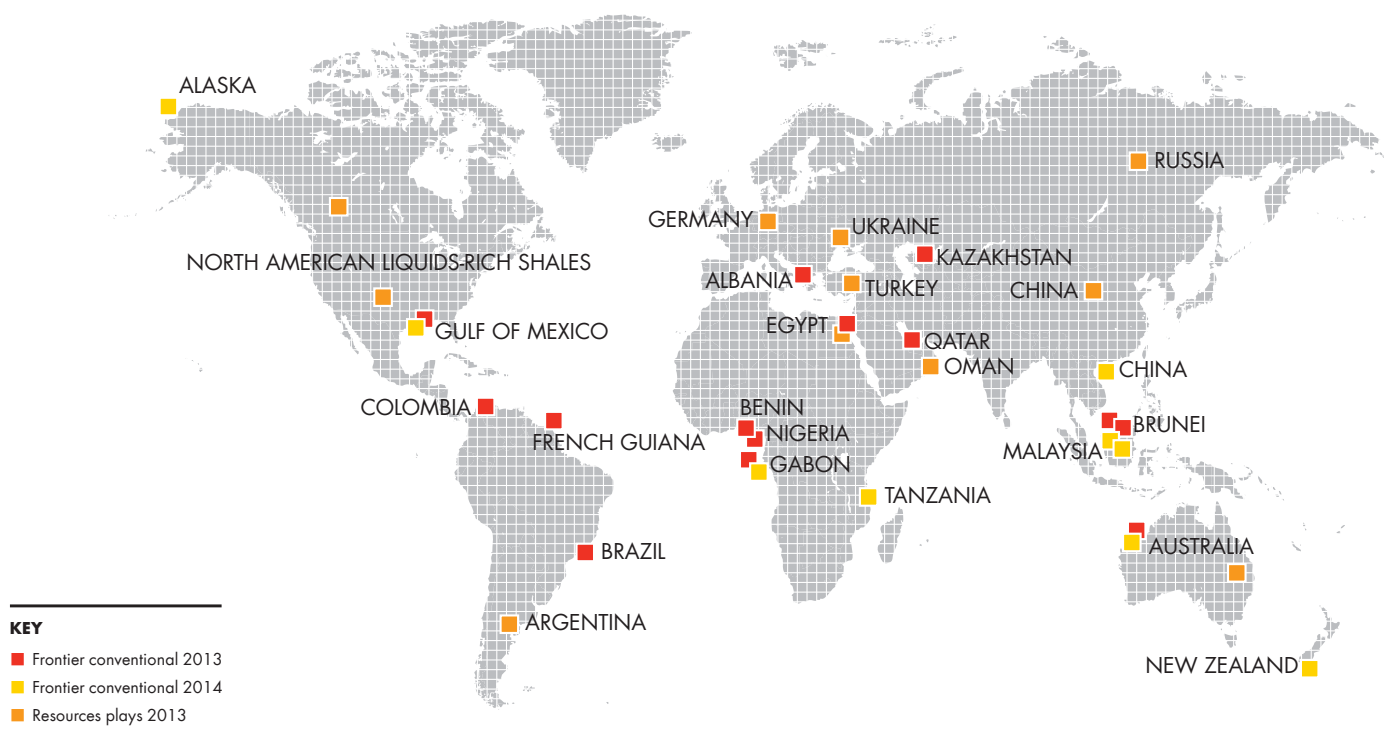 ALASKA
RUSSIA
GERMANY
UKRAINE
NORTH AMERICAN LIQUIDS-RICH SHALES
KAZAKHSTAN
ALBANIA
TURKEY
CHINA
GULF OF MEXICO
EGYPT
QATAR
OMAN
CHINA
COLOMBIA
BENIN
FRENCH GUIANA
NIGERIA
BRUNEI
MALAYSIA
GABON
TANZANIA
BRAZIL
AUSTRALIA
ARGENTINA
NEW ZEALAND
KEY
Frontier conventional 2013
Frontier conventional 2014
Resources plays 2013